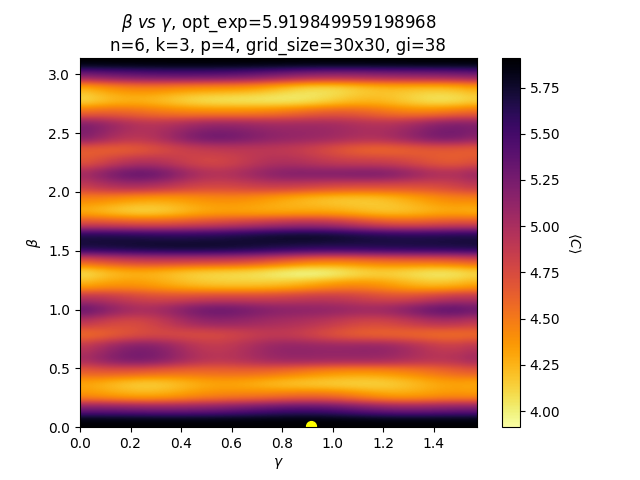 β vs γ, opt_exp=5.919849959198968
n=6, k=3, p=4, grid_size=30x30, gi=38
3.0
2.5
2.0
1.5
1.0
0.5
0.0
β
0.0 0.2 0.4 0.6 0.8 1.0 1.2 1.4
γ
5.75
5.50
5.25
5.00
4.75
4.50
4.25
4.00
⟨C⟩